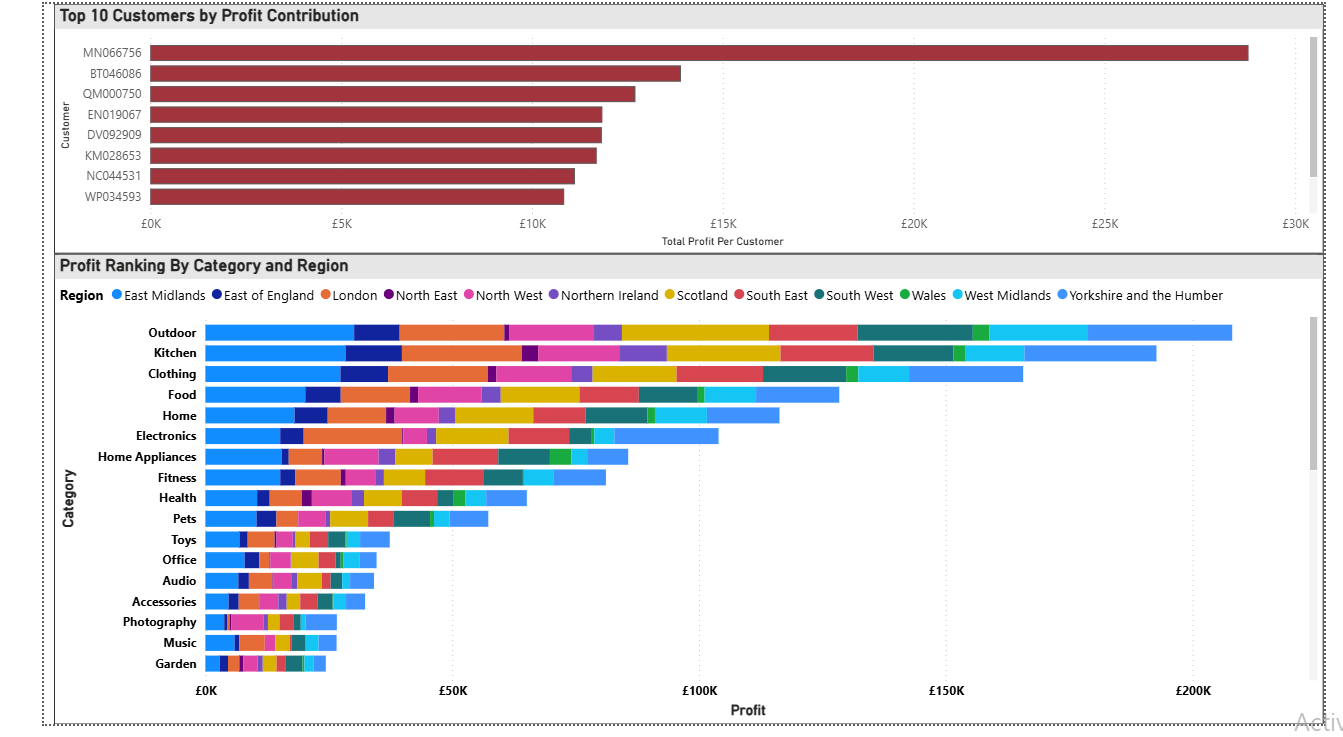 Top 10 Customers by Profit Contribution
Customer
MN066756
BT046086
QM000750
EN019067
DV092909
KM028653
NC044531
WP034593
£0K £5K £10K £15K £20K £25K £30K
Total Profit Per Customer
Profit Ranking By Category and Region
Region East Midlands East of England London North East North West Northern Ireland Scotland South East South West Wales West Midlands Yorkshire and the Humber
Category
Outdoor
Kitchen
Clothing
Food
Home
Electronics
Home Appliances
Fitness
Health
Pets
Toys
Office
Audio
Accessories
Photography
Music
Garden
£0K £50K £100K £150K £200K
Profit
Activ